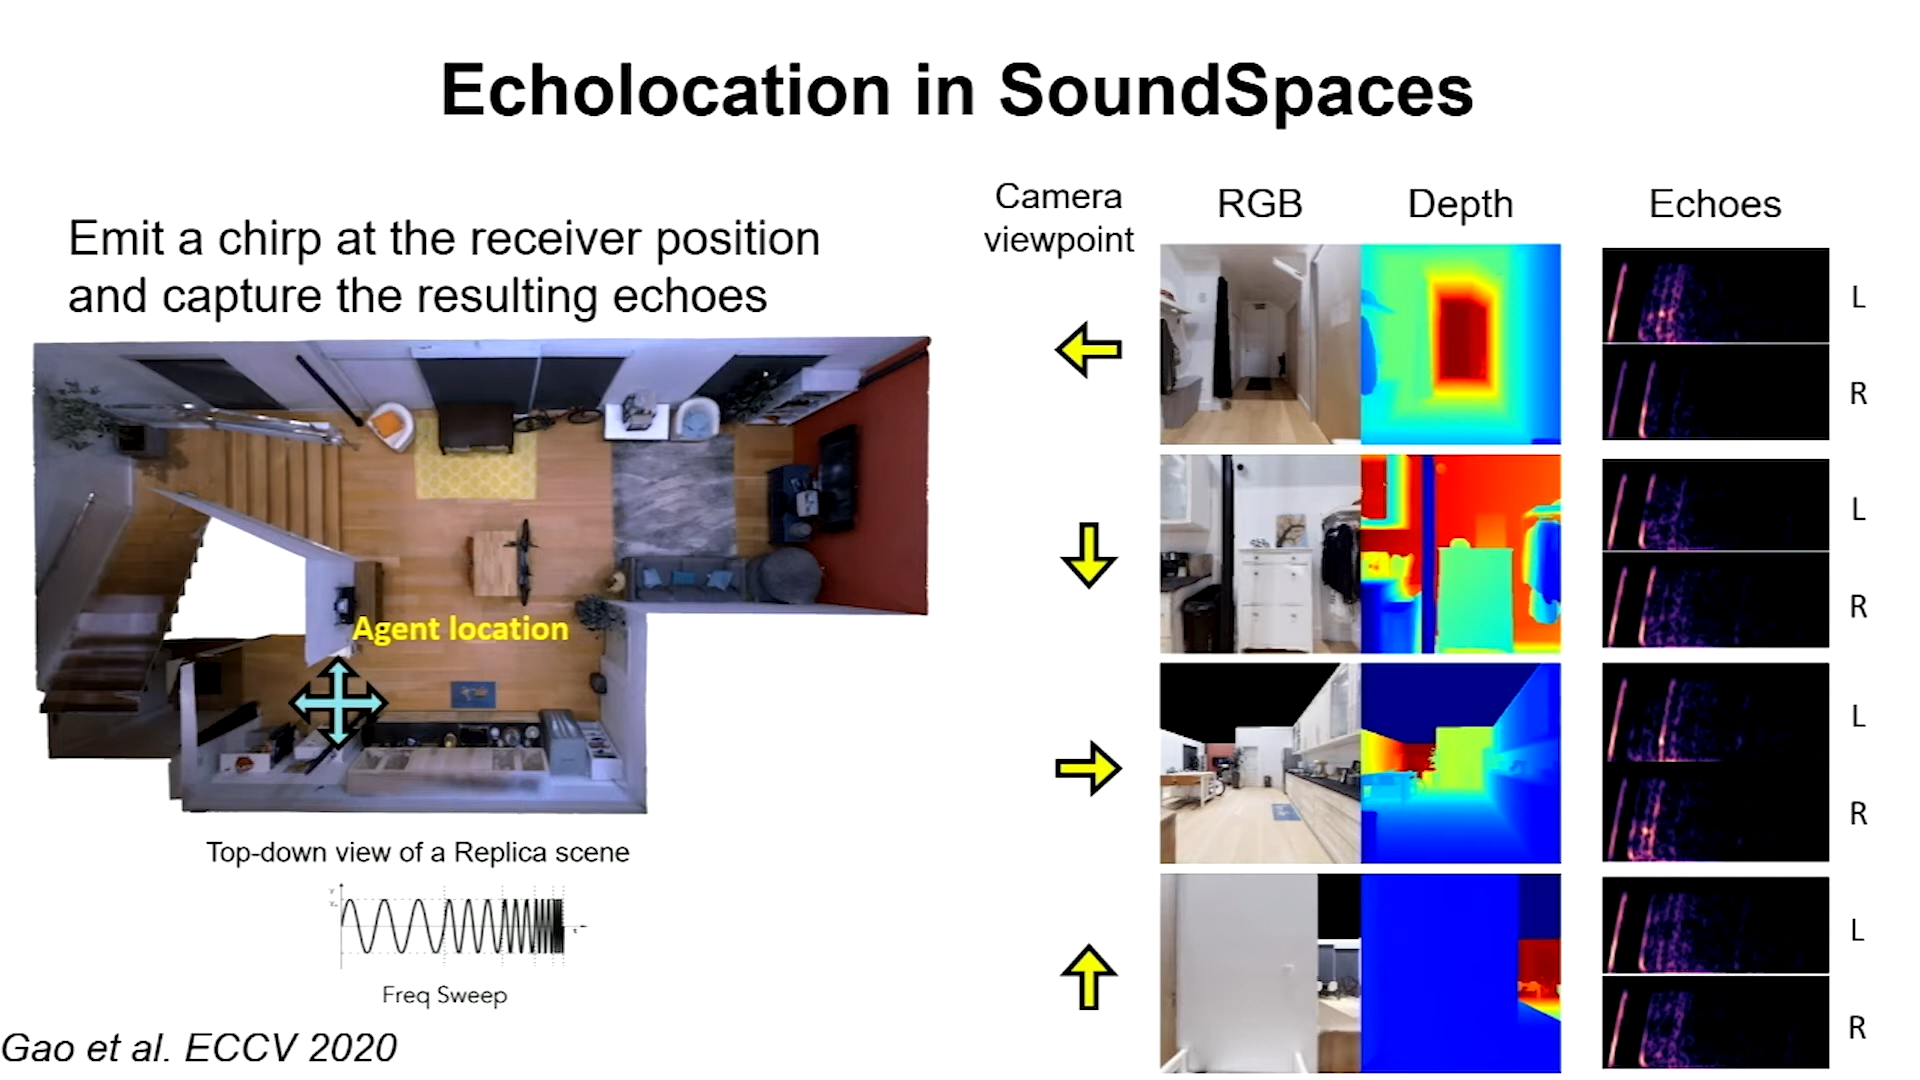 Echolocation in SoundSpaces
Emit a chirp at the receiver position
and capture the resulting echoes
Agent location
Top-down view of a Replica scene
Freq Sweep
Gao et al. ECCV 2020
Camera
viewpoint
RGB
Depth
Echoes
L
R
L
R
L
R
L
R